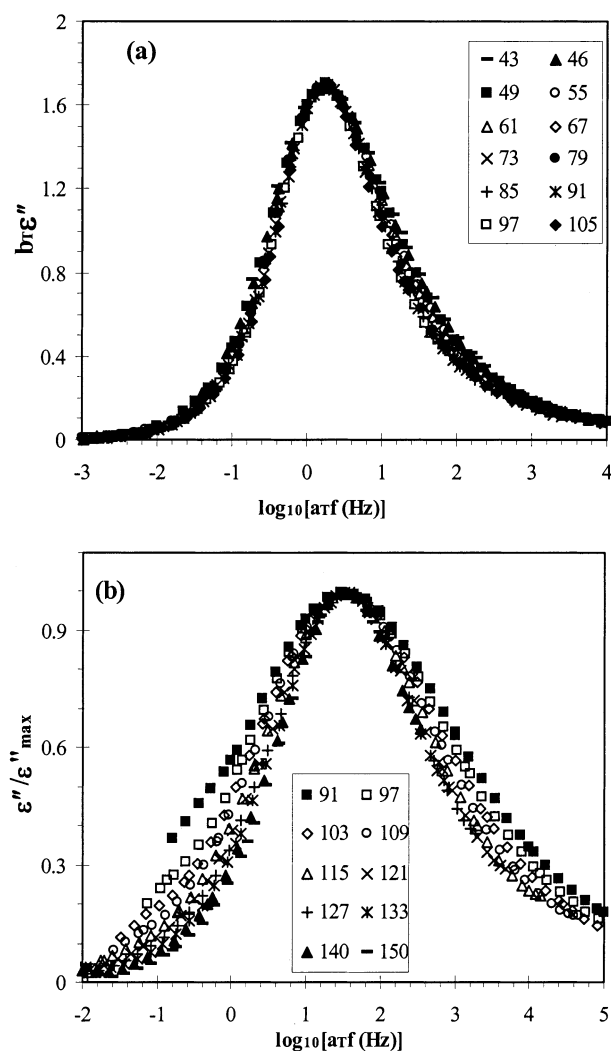 (a)
2
1.6
1.2
0.8
0.4
0
bTε″
43 46
49 55
61 67
73 79
85 91
97 105
-3 -2 -1 0 1 2 3 4
log10[aTf (Hz)]
(b)
0.9
0.6
0.3
0
ε″/ε″max
91 97
103 109
115 121
127 133
140 150
-2 -1 0 1 2 3 4 5
log10[aTf (Hz)]